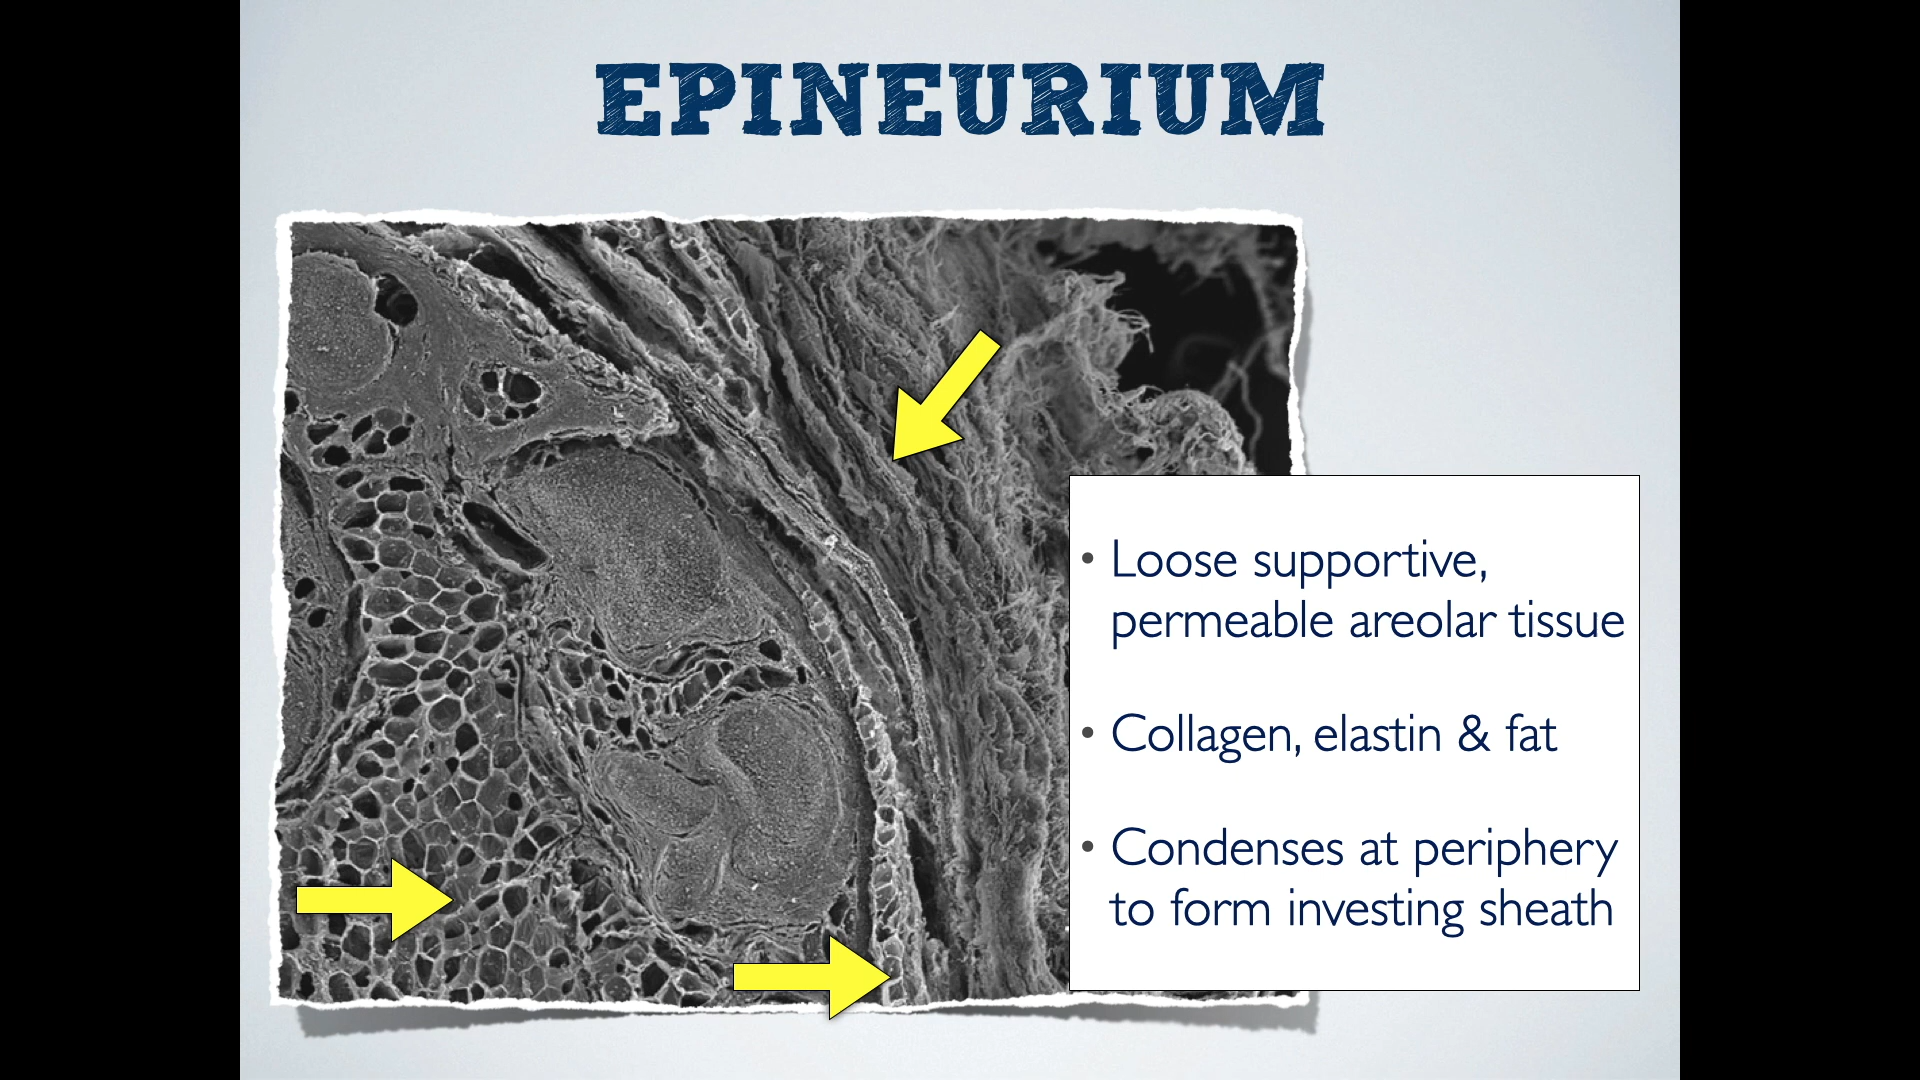 EPINEURIUM
• Loose supportive,
permeable areolar tissue
• Collagen, elastin & fat
• Condenses at periphery
to form investing sheath